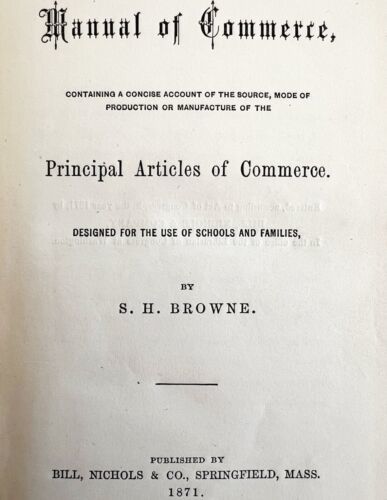 Manual of Commerce,
CONTAINING A CONCISE ACCOUNT OF THE SOURCE, MODE OF
PRODUCTION OR MANUFACTURE OF THE
Principal Articles of Commerce.
DESIGNED FOR THE USE OF SCHOOLS AND FAMILIES,
BY
S. H. BROWNE.
PUBLISHED BY
BILL, NICHOLS & CO., SPRINGFIELD, MASS.
1871.